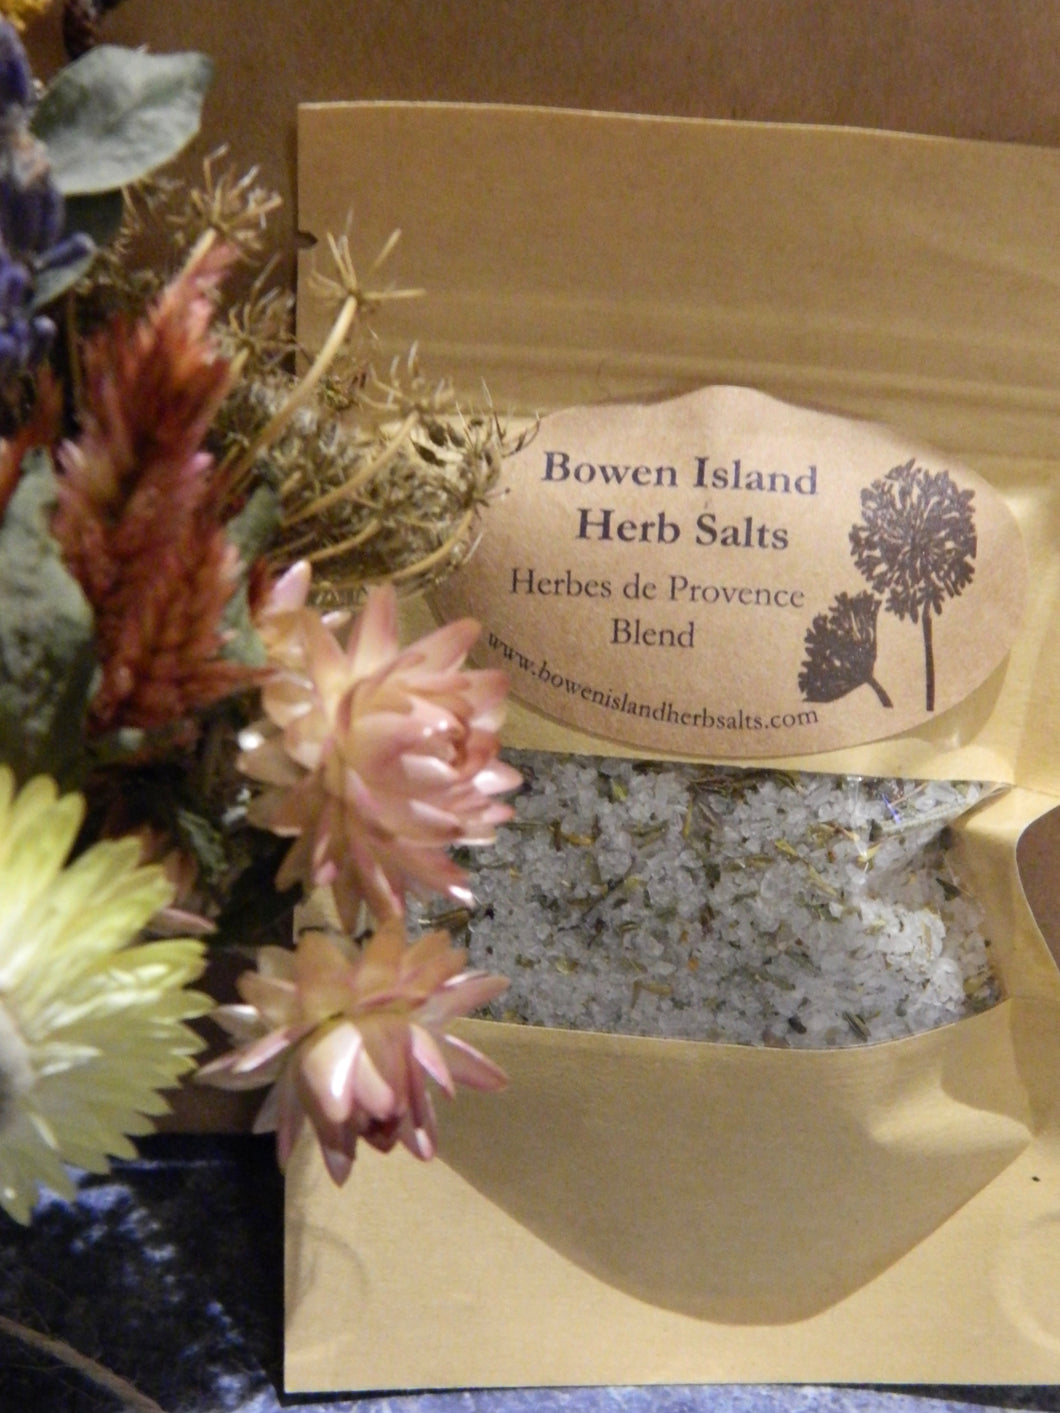 Bowen Island
Herb Salts
Herbes de Provence
Blend
www.bowenislandherbsalts.com